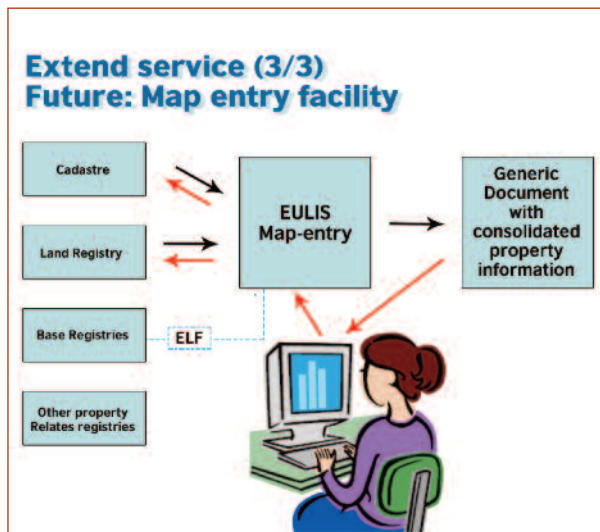 Extend service (3/3)
Future: Map entry facility
Cadastre
Land Registry
Base Registries
Other property
Relates registries
ELF
EULIS
Map-entry
Generic
Document
with
consolidated
property
information